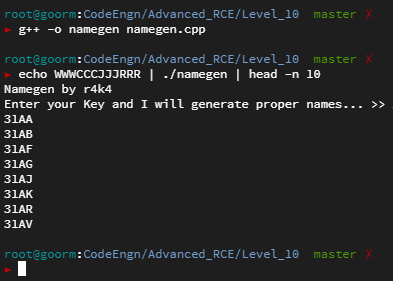 root@goorm:CodeEngn/Advanced_RCE/Level_10 master X
► g++ -o namegen namegen.cpp
root@goorm:CodeEngn/Advanced_RCE/Level_10 master X
► echo WWWCCCJJJRRR | ./namegen | head -n 10
Namegen by r4k4
Enter your Key and I will generate proper names... >>
31AA
31AB
31AF
31AG
31AJ
31AK
31AR
31AV
root@goorm:CodeEngn/Advanced_RCE/Level_10 master X
►